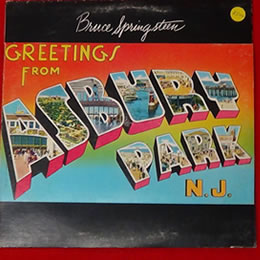 Bruce Springsteen
GREETINGS
FROM
ASBURY
PARK
N.J.